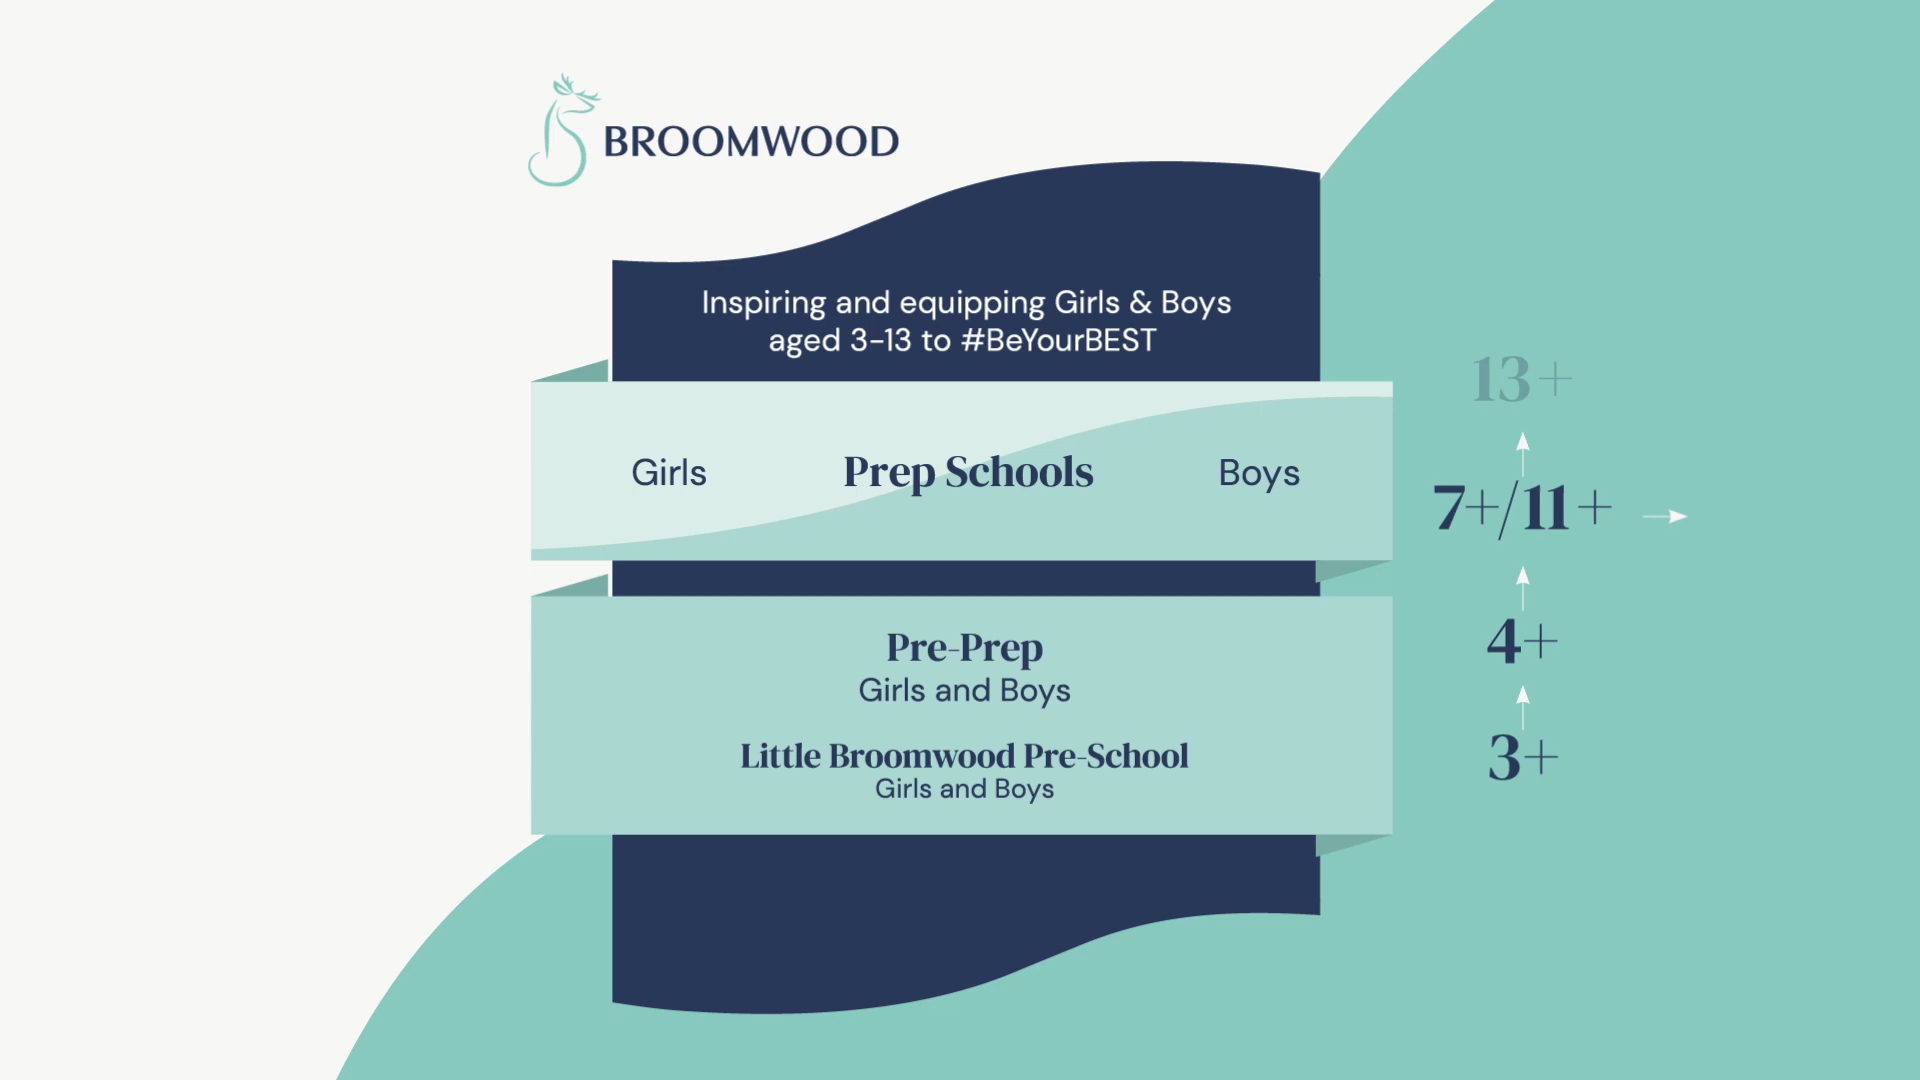 BROOMWOOD
Inspiring and equipping Girls & Boys
aged 3-13 to #BeYourBEST
13+
Girls Prep Schools Boys
7+/11+
Pre-Prep
4+
Girls and Boys
Little Broomwood Pre-School
3+
Girls and Boys